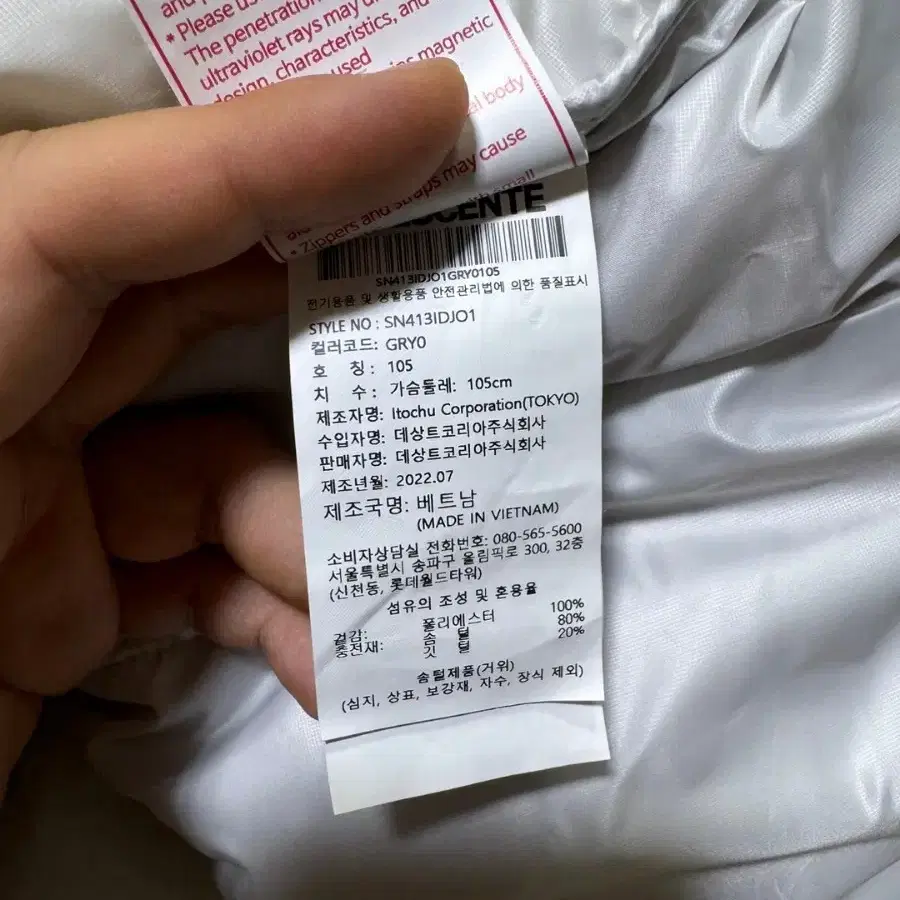 and
* Please us
The penetration
ultraviolet rays may
design, characteristics, and
used
magnetic
body
* Zippers and straps may cause
small
SN413IDJO1GRY0105
전기용품 및 생활용품 안전관리법에 의한 품질표시
STYLE NO : SN413IDJO1
컬러코드: GRY0
호 칭 : 105
치 수 : 가슴둘레: 105cm
제조자명: Itochu Corporation(TOKYO)
수입자명: 데상트코리아주식회사
판매자명: 데상트코리아주식회사
제조년월: 2022.07
제조국명: 베트남
(MADE IN VIETNAM)
소비자상담실 전화번호: 080-565-5600
서울특별시 송파구 올림픽로 300, 32층
(신천동, 롯데월드타워)
섬유의 조성 및 혼용율
겉감: 폴리에스터 100%
충전재: 솜 털 80%
깃 털 20%
솜털제품(거위)
(심지, 상표, 보강재, 자수, 장식 제외)